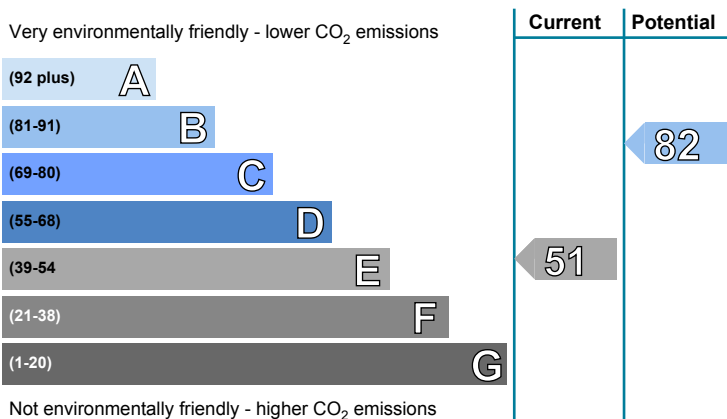 Current Potential
Very environmentally friendly - lower CO₂ emissions
(92 plus) A
(81-91) B
82
(69-80) C
(55-68) D
(39-54 E
51
(21-38) F
(1-20) G
Not environmentally friendly - higher CO₂ emissions